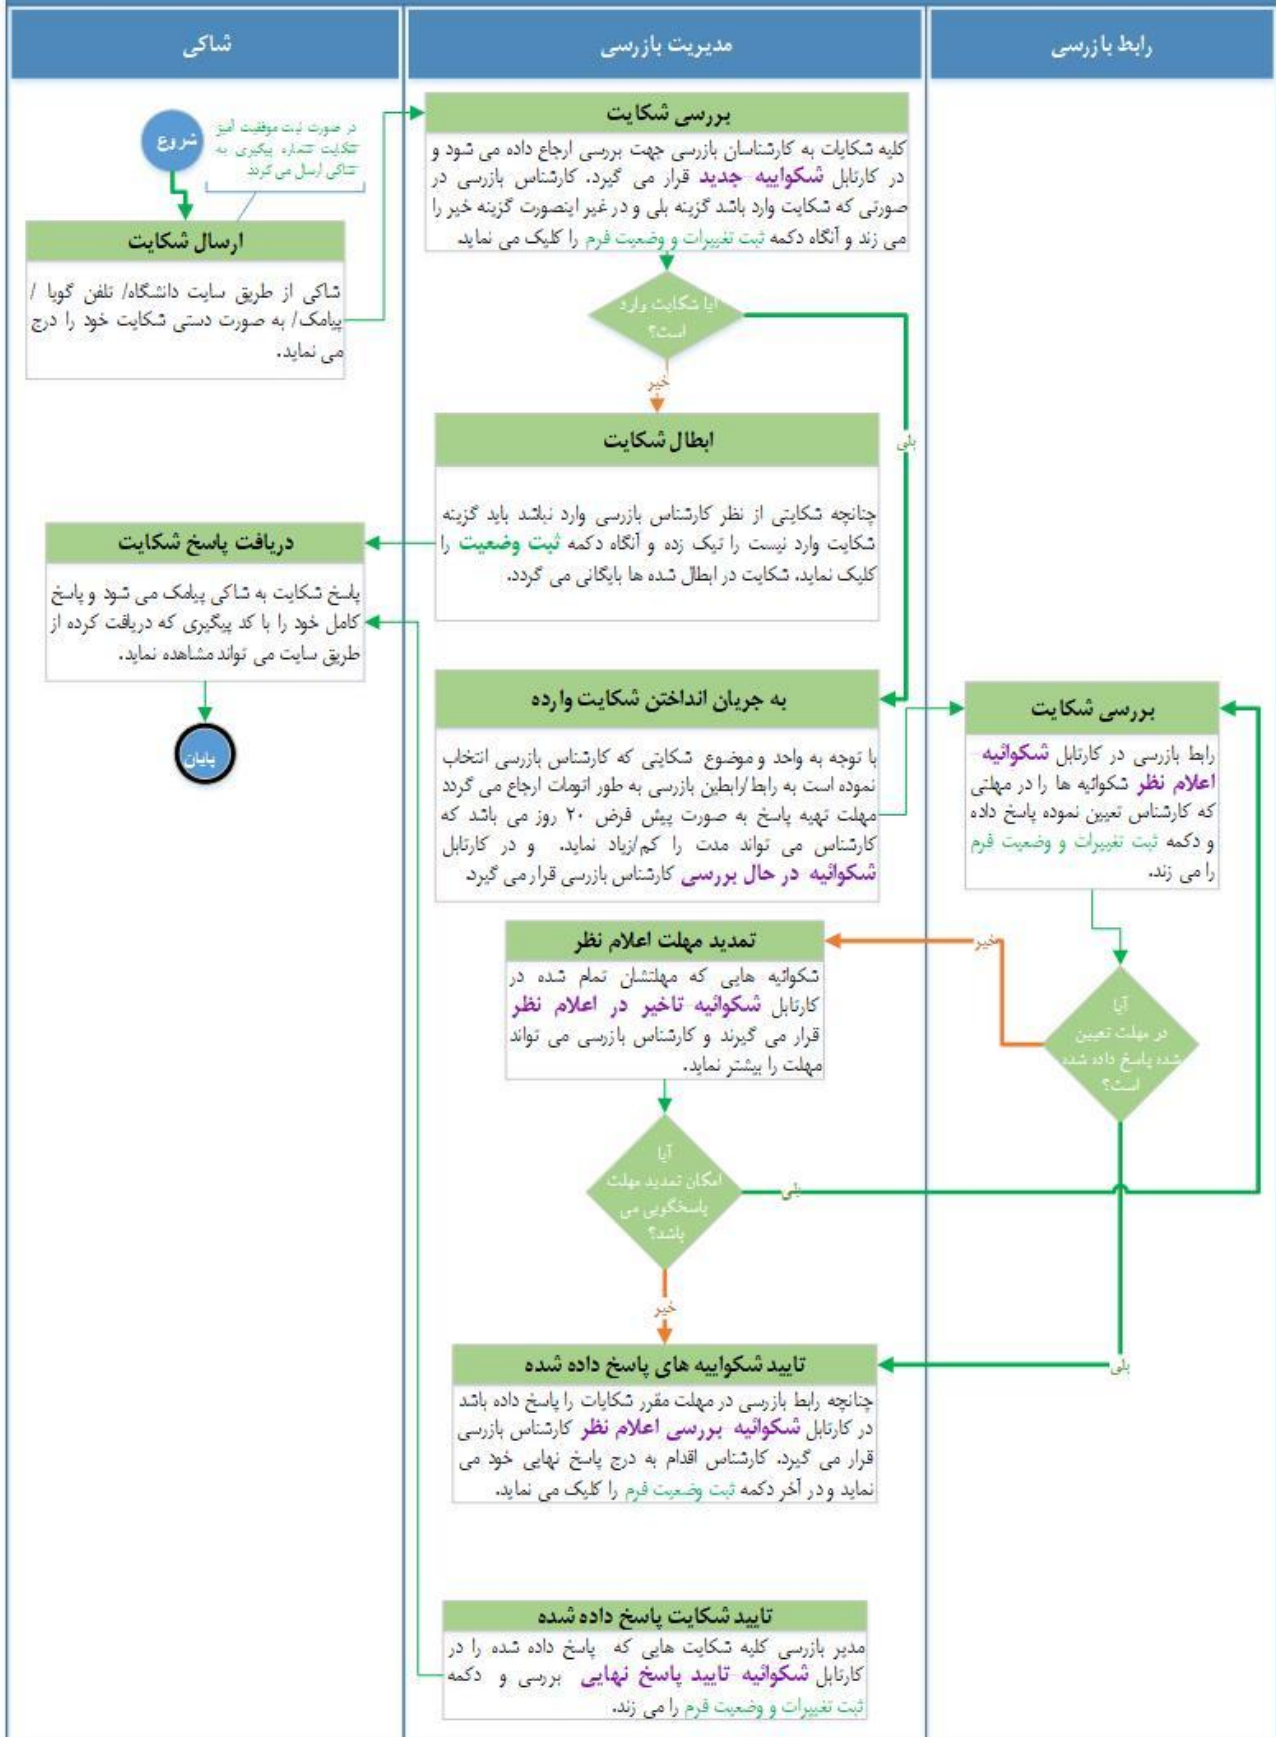 شاکی
مدیریت بازرسی
رابط بازرسی
شروع
در صورت ثبت موفقیت آمیز
شکایت شماره پیگیری به
شاکی ارسال می گردد.
ارسال شکایت
شاکی از طریق سایت دانشگاه/ تلفن گویا /
پیامک/ به صورت دستی شکایت خود را درج
می نماید.
بررسی شکایت
کلیه شکایات به کارشناسان بازرسی جهت بررسی ارجاع داده می شود و
در کارتابل شکواییه جدید قرار می گیرد. کارشناس بازرسی در
صورتی که شکایت وارد باشد گزینه بلی و در غیر اینصورت گزینه خیر را
می زند و آنگاه دکمه ثبت تغییرات و وضعیت فرم را کلیک می نماید.
آیا شکایت وارد
است؟
خیر
بلی
ابطال شکایت
چنانچه شکایتی از نظر کارشناس بازرسی وارد نباشد باید گزینه
شکایت وارد نیست را تیک زده و آنگاه دکمه ثبت وضعیت را
کلیک نماید. شکایت در ابطال شده ها بایگانی می گردد.
دریافت پاسخ شکایت
پاسخ شکایت به شاکی پیامک می شود و پاسخ
کامل خود را با کد پیگیری که دریافت کرده از
طریق سایت می تواند مشاهده نماید.
پایان
به جریان انداختن شکایت وارده
با توجه به واحد و موضوع شکایتی که کارشناس بازرسی انتخاب
نموده است به رابط/رابطین بازرسی به طور اتومات ارجاع می گردد
مهلت تهیه پاسخ به صورت پیش فرض ۲۰ روز می باشد که
کارشناس می تواند مدت را کم/زیاد نماید. و در کارتابل
شکوائیه در حال بررسی کارشناس بازرسی قرار می گیرد.
بررسی شکایت
رابط بازرسی در کارتابل شکوائیه
اعلام نظر شکوائیه ها را در مهلتی
که کارشناس تعیین نموده پاسخ داده
و دکمه ثبت تغییرات و وضعیت فرم
را می زند.
آیا
در مهلت تعیین
شده پاسخ داده شده
است؟
خیر
بلی
تمدید مهلت اعلام نظر
شکوائیه هایی که مهلتشان تمام شده در
کارتابل شکوائیه تاخیر در اعلام نظر
قرار می گیرند و کارشناس بازرسی می تواند
مهلت را بیشتر نماید.
آیا
امکان تمدید مهلت
پاسخگویی می
باشد؟
بلی
خیر
تایید شکواییه های پاسخ داده شده
چنانچه رابط بازرسی در مهلت مقرر شکایات را پاسخ داده باشد
در کارتابل شکوائیه بررسی اعلام نظر کارشناس بازرسی
قرار می گیرد. کارشناس اقدام به درج پاسخ نهایی خود می
نماید و در آخر دکمه ثبت وضعیت فرم را کلیک می نماید.
تایید شکایت پاسخ داده شده
مدیر بازرسی کلیه شکایت هایی که پاسخ داده شده را در
کارتابل شکوائیه تایید پاسخ نهایی بررسی و دکمه
ثبت تغییرات و وضعیت فرم را می زند.